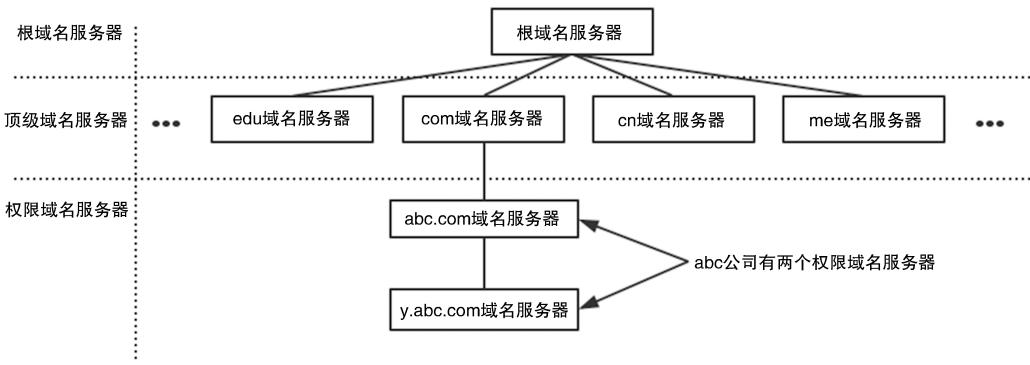 根域名服务器
根域名服务器
顶级域名服务器
•••
edu域名服务器
com域名服务器
cn域名服务器
me域名服务器
•••
权限域名服务器
abc.com域名服务器
abc公司有两个权限域名服务器
y.abc.com域名服务器